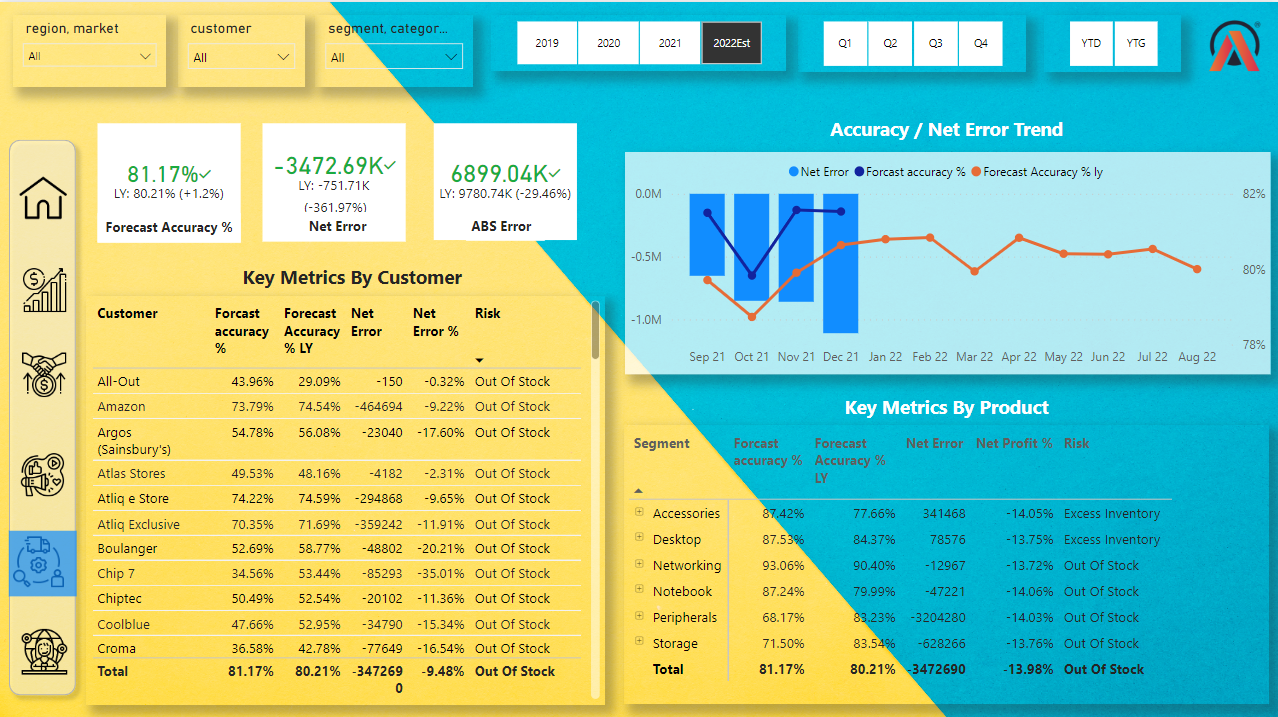 region, market
All
customer
All
segment, categor...
All
2019
2020
2021
2022Est
Q1
Q2
Q3
Q4
YTD
YTG
81.17%
LY: 80.21% (+1.2%)
Forecast Accuracy %
-3472.69K
LY: -751.71K
(-361.97%)
Net Error
6899.04K
LY: 9780.74K (-29.46%)
ABS Error
Accuracy / Net Error Trend
Net Error Forcast accuracy % Forecast Accuracy % ly
0.0M
-0.5M
-1.0M
82%
80%
78%
Sep 21 Oct 21 Nov 21 Dec 21 Jan 22 Feb 22 Mar 22 Apr 22 May 22 Jun 22 Jul 22 Aug 22
Key Metrics By Customer
Customer Forcast accuracy % Forecast Accuracy % LY Net Error Net Error % Risk
All-Out 43.96% 29.09% -150 -0.32% Out Of Stock
Amazon 73.79% 74.54% -464694 -9.22% Out Of Stock
Argos (Sainsbury's) 54.78% 56.08% -23040 -17.60% Out Of Stock
Atlas Stores 49.53% 48.16% -4182 -2.31% Out Of Stock
Atliq e Store 74.22% 74.59% -294868 -9.65% Out Of Stock
Atliq Exclusive 70.35% 71.69% -359242 -11.91% Out Of Stock
Boulanger 52.69% 58.77% -48802 -20.21% Out Of Stock
Chip 7 34.56% 53.44% -85293 -35.01% Out Of Stock
Chiptec 50.49% 52.54% -20102 -11.36% Out Of Stock
Coolblue 47.66% 52.95% -34790 -15.34% Out Of Stock
Croma 36.58% 42.78% -77649 -16.54% Out Of Stock
Total 81.17% 80.21% -3472690 -9.48% Out Of Stock
Key Metrics By Product
Segment Forcast accuracy % Forecast Accuracy % LY Net Error Net Profit % Risk
Accessories 87.42% 77.66% 341468 -14.05% Excess Inventory
Desktop 87.53% 84.37% 78576 -13.75% Excess Inventory
Networking 93.06% 90.40% -12967 -13.72% Out Of Stock
Notebook 87.24% 79.99% -47221 -14.06% Out Of Stock
Peripherals 68.17% 83.23% -3204280 -14.03% Out Of Stock
Storage 71.50% 83.54% -628266 -13.76% Out Of Stock
Total 81.17% 80.21% -3472690 -13.98% Out Of Stock